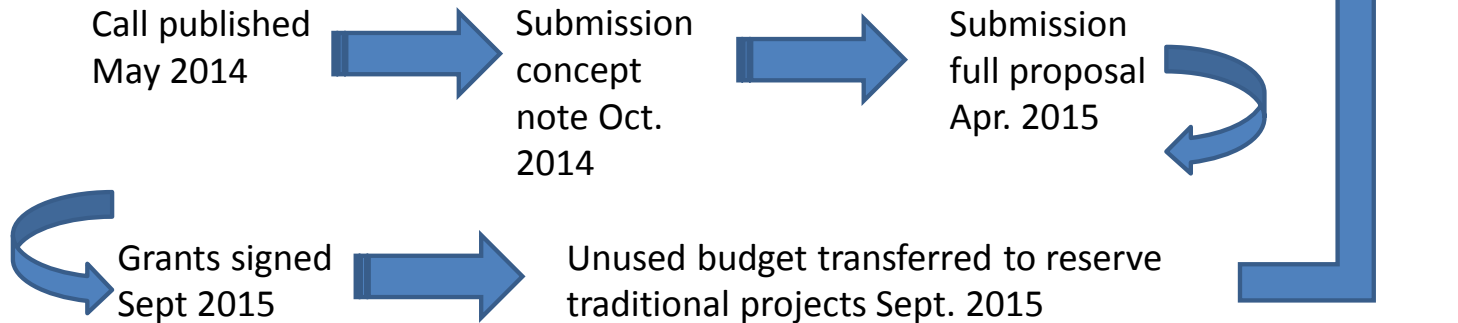 Call published
May 2014
Submission
concept
note Oct.
2014
Submission
full proposal
Apr. 2015
Grants signed
Sept 2015
Unused budget transferred to reserve
traditional projects Sept. 2015